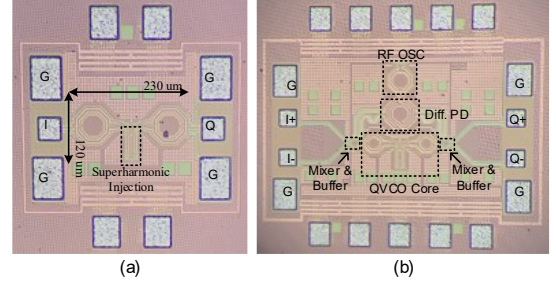 G
230 um
G
I
120 um
Q
G
Superharmonic
Injection
G
(a)
RF OSC
G
G
I+
Diff. PD
Q+
I-
Q-
Mixer &
Buffer
QVCO Core
Mixer &
Buffer
G
G
(b)